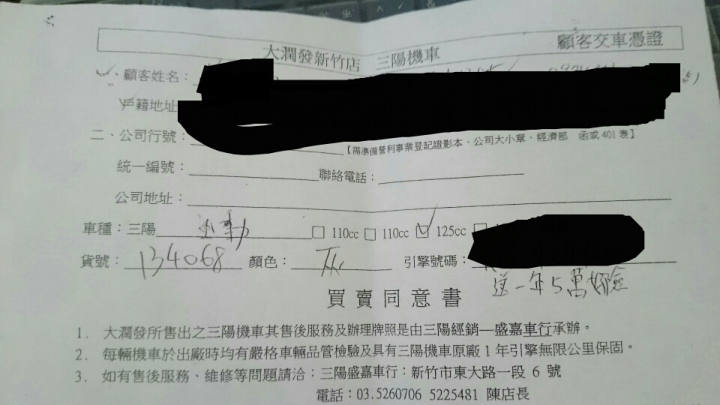 大潤發新竹店 三陽機車 顧客交車憑證
一、顧客姓名：
戶籍地址
二、公司行號：【需準備營利事業登記證影本、公司大小章、經濟部 函或401表】
統一編號： 聯絡電話：
公司地址：
車種：三陽 □ 110cc □ 110cc ☑ 125cc
貨號：134068 顏色：灰 引擎號碼：
送一年5萬
買賣同意書
1. 大潤發所售出之三陽機車其售後服務及辦理牌照是由三陽經銷—盛嘉車行承辦。
2. 每輛機車於出廠時均有嚴格車輛品管檢驗及具有三陽機車原廠1年引擎無限公里保固。
3. 如有售後服務、維修等問題請洽：三陽盛嘉車行：新竹市東大路一段 6 號
電話：03.5260706 5225481 陳店長